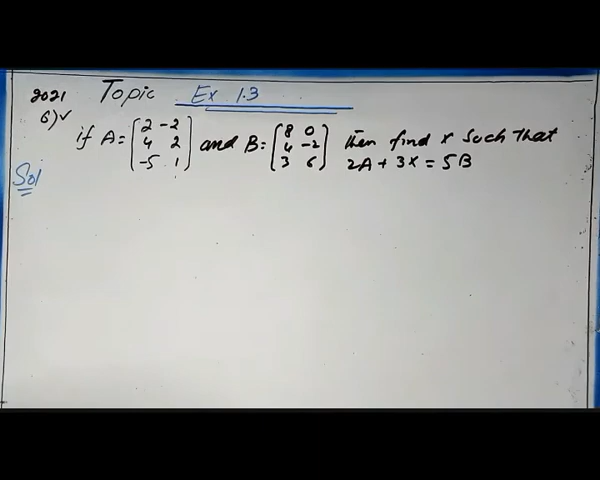 2021 Topic Ex 1.3
6)✓
if A = [2 -2 and B = [8 0 then find x such that
4 2 4 -2
-5 1] 3 6] 2A + 3X = 5B
Sol